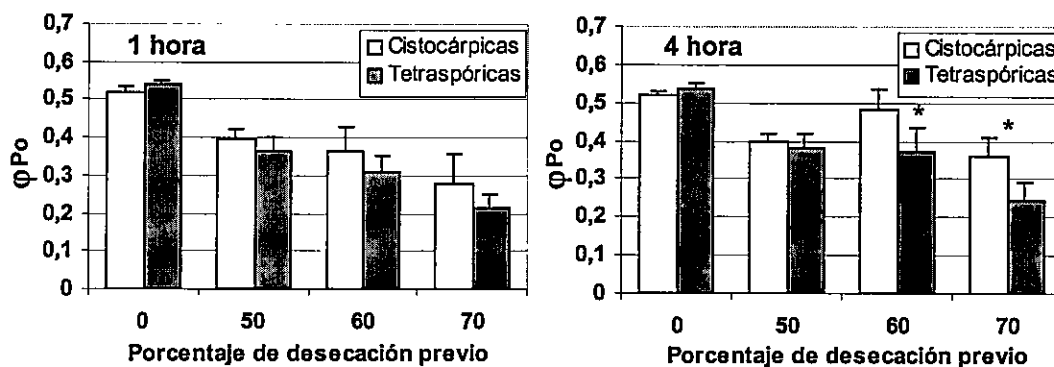 0,7
1 hora
Cistocárpicas
Tetraspóricas
0,6
0,5
0,4
0,3
0,2
0,1
0
φPo
0 50 60 70
Porcentaje de desecación previo
0,7
4 hora
Cistocárpicas
Tetraspóricas
0,6
0,5
0,4
0,3
0,2
0,1
0
φPo
* *
0 50 60 70
Porcentaje de desecación previo